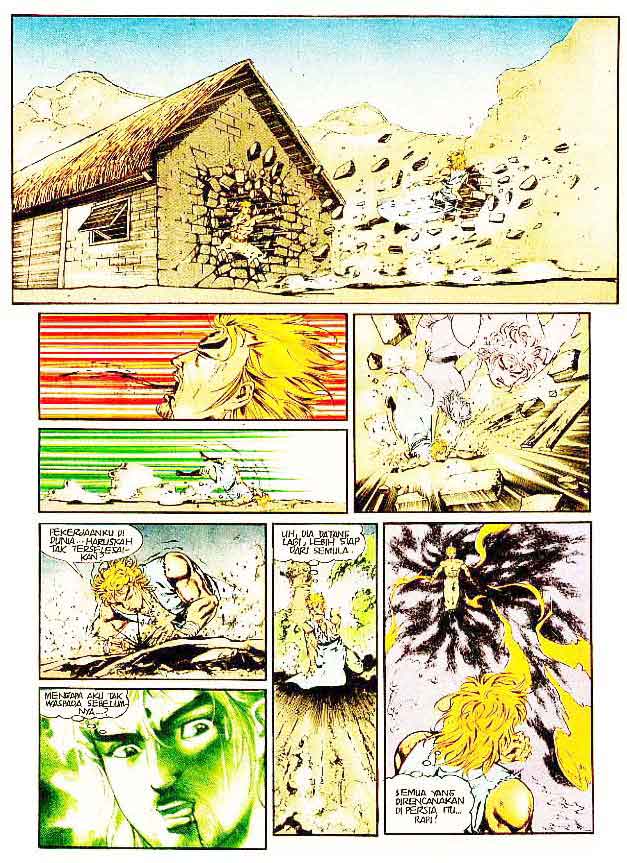 PEKERJAANKU DI
DUNIA... HARUSKAH
TAK TERSELESAI-
KAN?
UH, DIA DATANG
LAGI, LEBIH SIAP
DARI SEMULA.
MENGAPA AKU TAK
WASPADA SEBELUM-
NYA...?
SEMUA YANG
DIRENCANAKAN
DI PERSIA ITU...
RAPI!